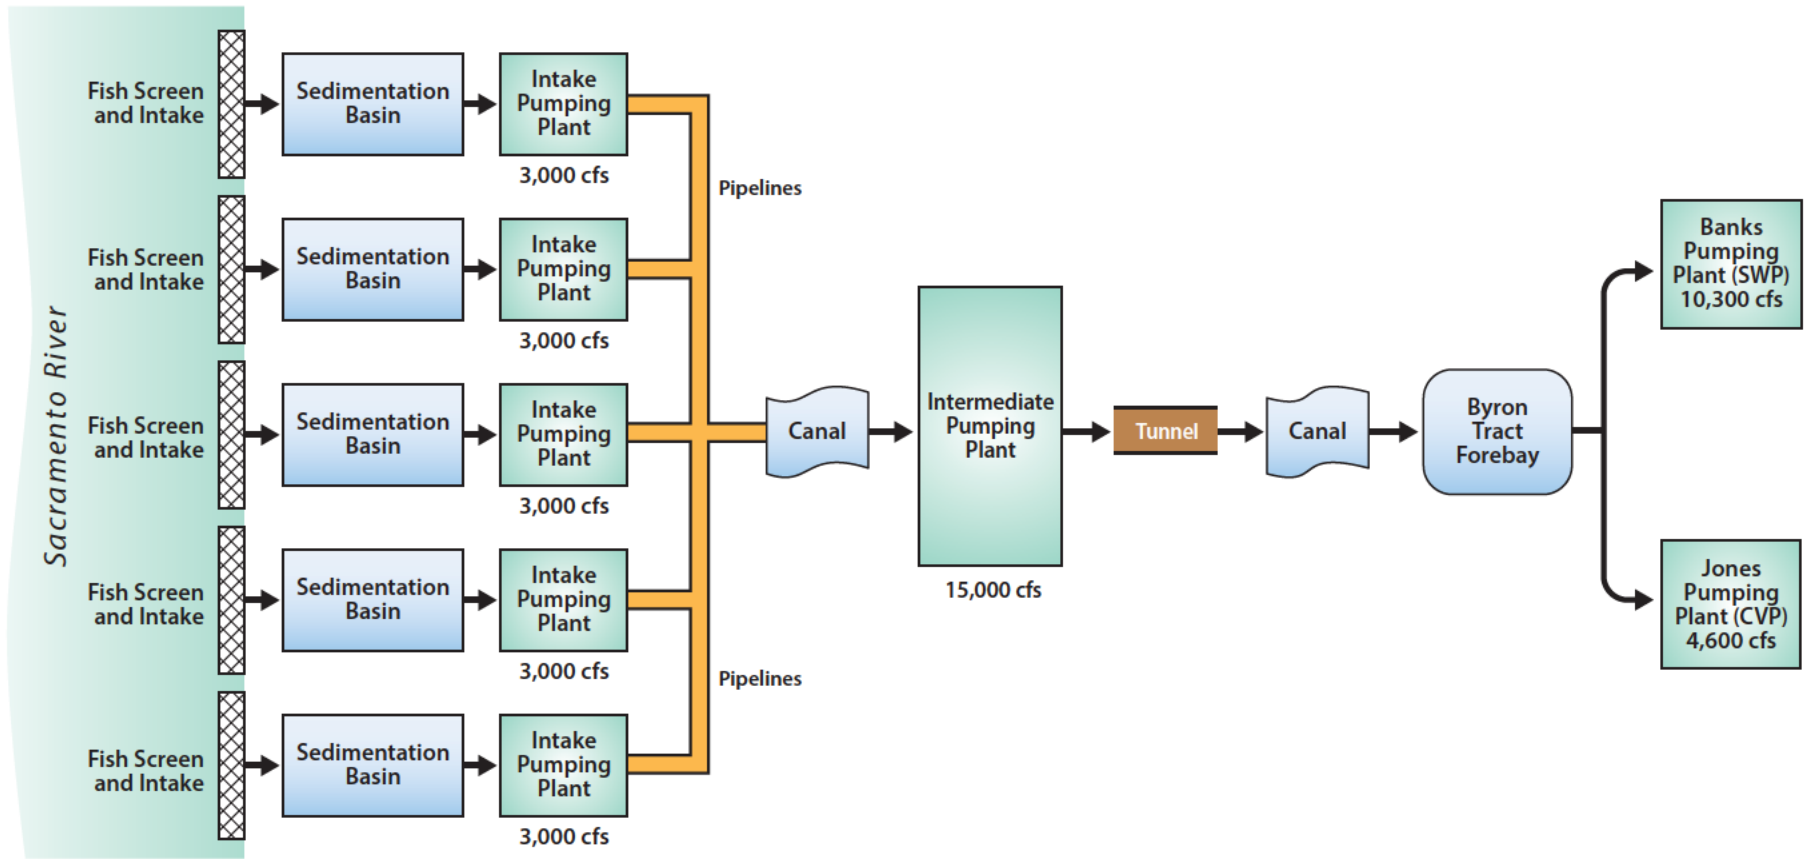 Sacramento River
Fish Screen
and Intake
Sedimentation
Basin
Intake
Pumping
Plant
3,000 cfs
Fish Screen
and Intake
Sedimentation
Basin
Intake
Pumping
Plant
3,000 cfs
Fish Screen
and Intake
Sedimentation
Basin
Intake
Pumping
Plant
3,000 cfs
Fish Screen
and Intake
Sedimentation
Basin
Intake
Pumping
Plant
3,000 cfs
Fish Screen
and Intake
Sedimentation
Basin
Intake
Pumping
Plant
3,000 cfs
Pipelines
Pipelines
Canal
Intermediate
Pumping
Plant
15,000 cfs
Tunnel
Canal
Byron
Tract
Forebay
Banks
Pumping
Plant (SWP)
10,300 cfs
Jones
Pumping
Plant (CVP)
4,600 cfs